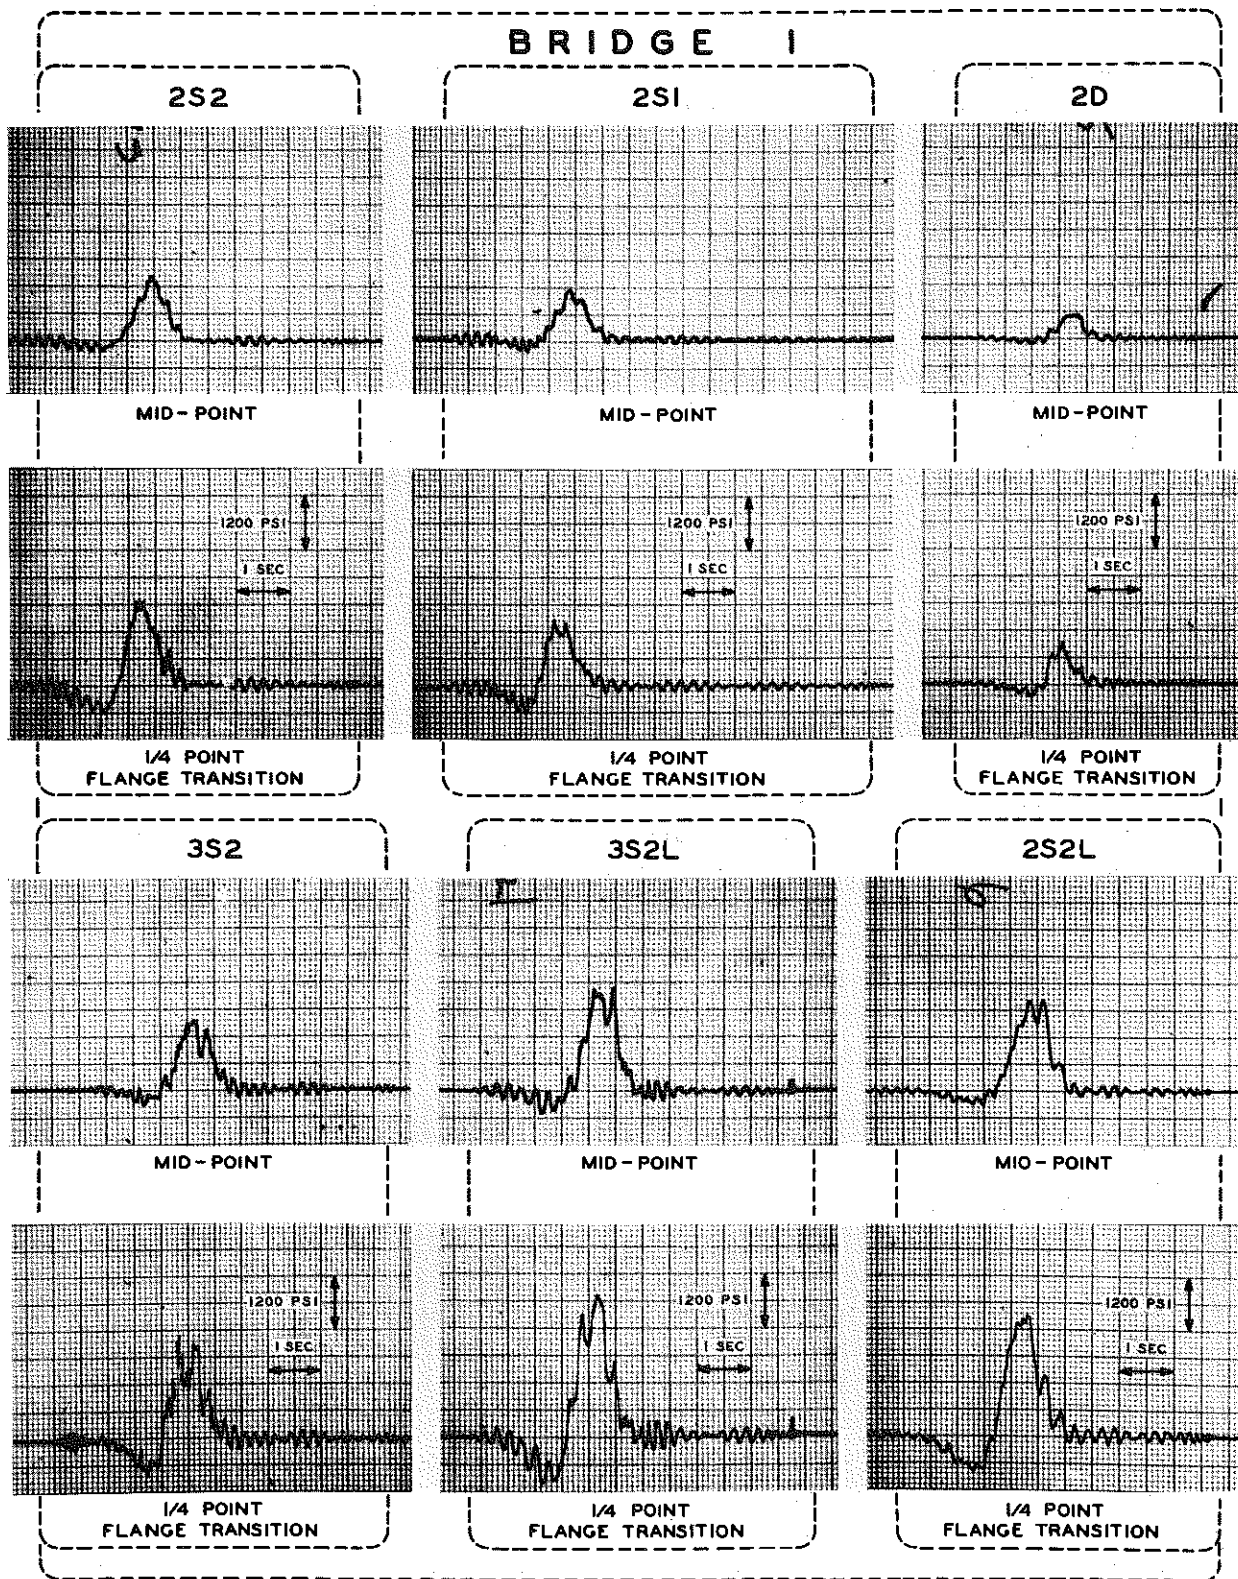 BRIDGE 1
2S2
2S1
2D
MID-POINT
MID-POINT
MID-POINT
1200 PSI
1 SEC
1200 PSI
1 SEC
1200 PSI
1 SEC
1/4 POINT
FLANGE TRANSITION
1/4 POINT
FLANGE TRANSITION
1/4 POINT
FLANGE TRANSITION
3S2
3S2L
2S2L
MID-POINT
MID-POINT
MID-POINT
1200 PSI
1 SEC
1200 PSI
1 SEC
1200 PSI
1 SEC
1/4 POINT
FLANGE TRANSITION
1/4 POINT
FLANGE TRANSITION
1/4 POINT
FLANGE TRANSITION